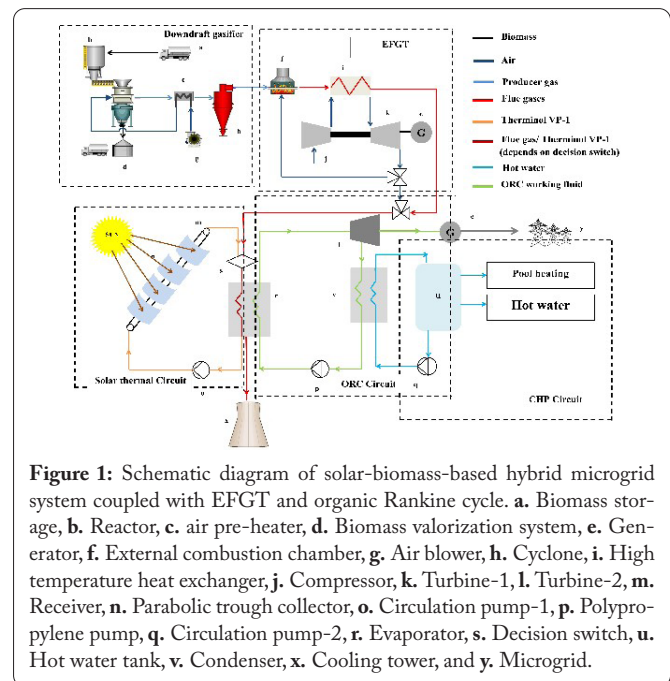 Downdraft gasifier
EFGT
Biomass
Air
Producer gas
Flue gases
Therminol VP-1
Flue gas/ Therminol VP-1
(depends on decision switch)
Hot water
ORC working fluid
h
a
c
h
d
g
f
i
k
e
G
j
SUN
m
n
s
r
o
Solar thermal Circuit
x
l
G
e
y
v
u
p
q
ORC Circuit
Pool heating
Hot water
CHP Circuit
Figure 1: Schematic diagram of solar-biomass-based hybrid microgrid
system coupled with EFGT and organic Rankine cycle. a. Biomass stor-
age, b. Reactor, c. air pre-heater, d. Biomass valorization system, e. Gen-
erator, f. External combustion chamber, g. Air blower, h. Cyclone, i. High
temperature heat exchanger, j. Compressor, k. Turbine-1, l. Turbine-2, m.
Receiver, n. Parabolic trough collector, o. Circulation pump-1, p. Polypro-
pylene pump, q. Circulation pump-2, r. Evaporator, s. Decision switch, u.
Hot water tank, v. Condenser, x. Cooling tower, and y. Microgrid.